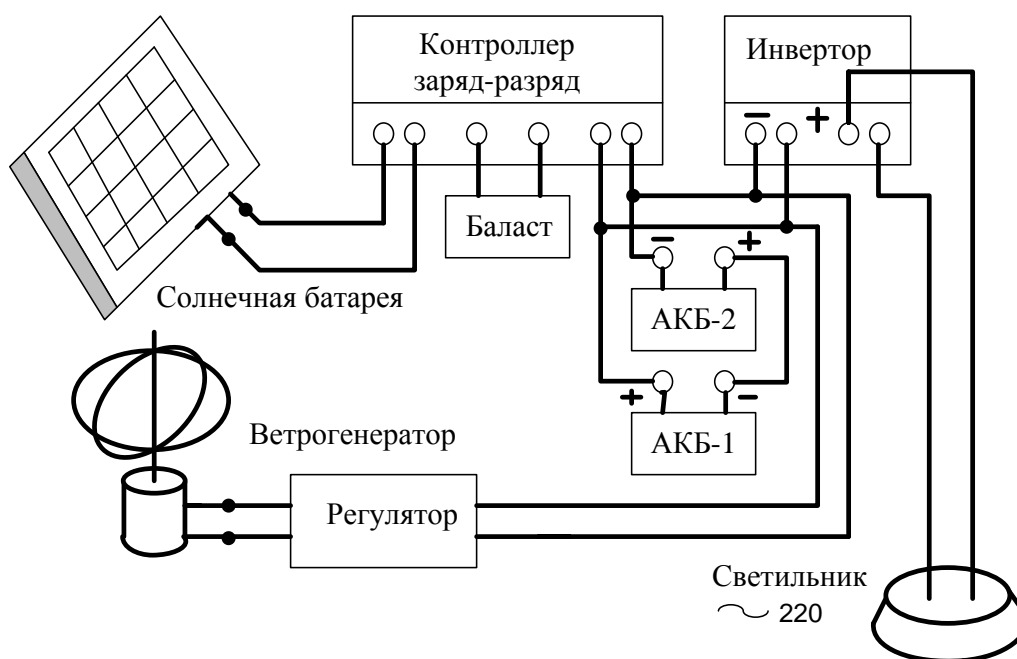 Контроллер
заряд-разряд
Инвертор
− +
Баласт
− +
АКБ-2
Солнечная батарея
+ −
АКБ-1
Ветрогенератор
Регулятор
Светильник
~ 220